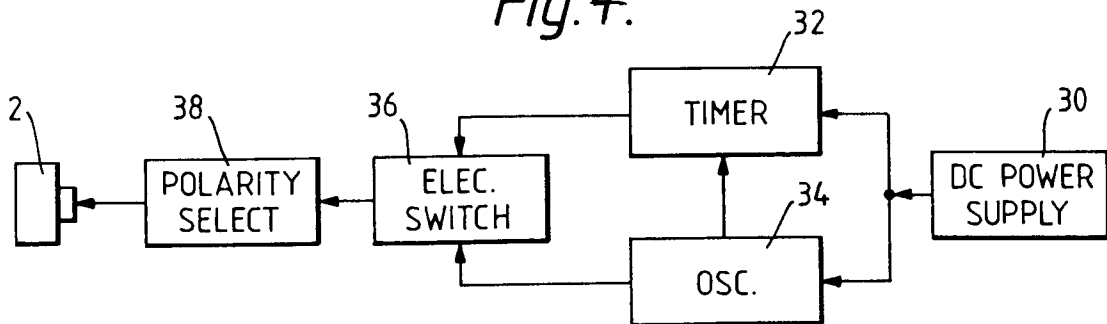 Fig. 4.
32
TIMER
2
38
POLARITY
SELECT
36
ELEC.
SWITCH
30
DC POWER
SUPPLY
34
OSC.